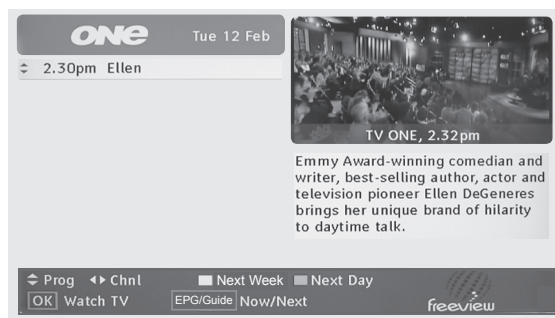 ONE
Tue 12 Feb
2.30pm Ellen
TV ONE, 2.32pm
Emmy Award-winning comedian and
writer, best-selling author, actor and
television pioneer Ellen DeGeneres
brings her unique brand of hilarity
to daytime talk.
Prog Chnl Next Week Next Day
OK Watch TV EPG/Guide Now/Next
freeview